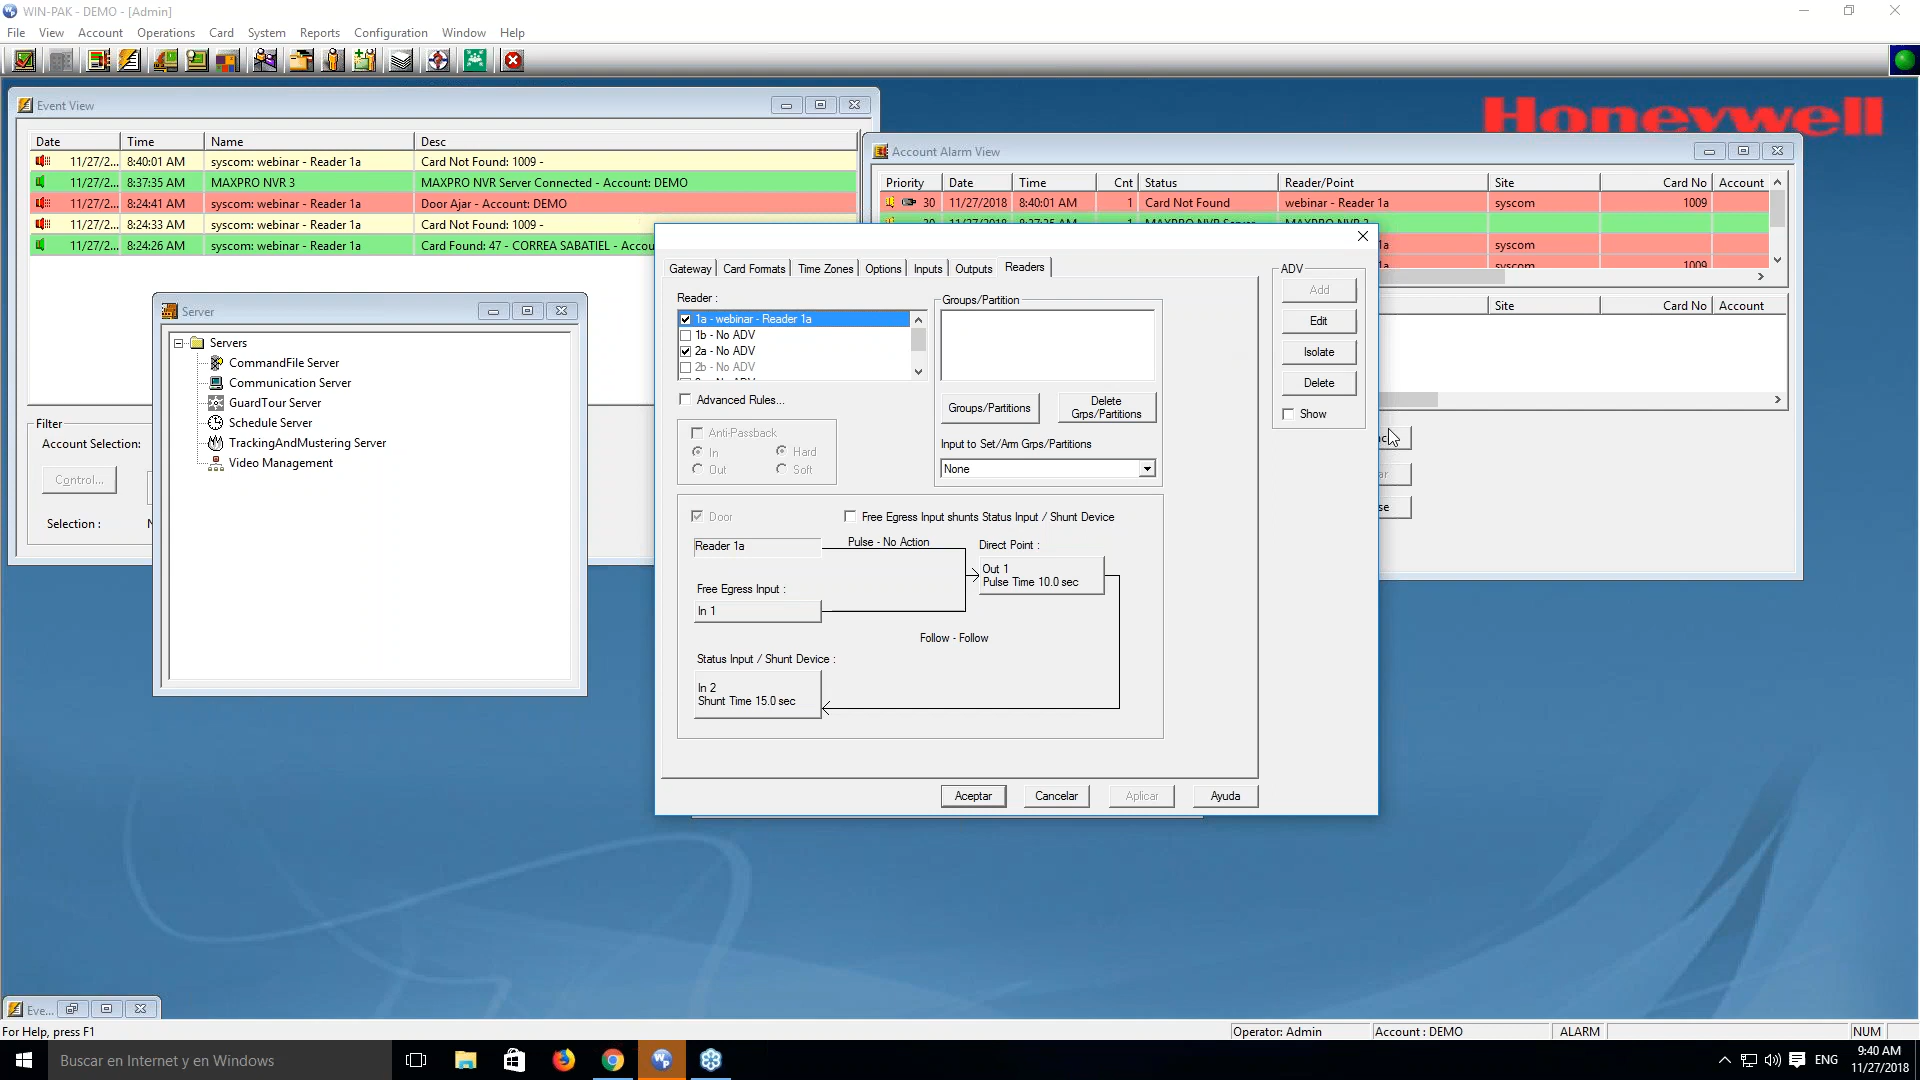 WIN-PAK - DEMO - [Admin]
File View Account Operations Card System Reports Configuration Window Help
Honeywell
Event View
Date Time Name Desc
11/27/2... 8:40:01 AM syscom: webinar - Reader 1a Card Not Found: 1009 -
11/27/2... 8:37:35 AM MAXPRO NVR 3 MAXPRO NVR Server Connected - Account: DEMO
11/27/2... 8:24:41 AM syscom: webinar - Reader 1a Door Ajar - Account: DEMO
11/27/2... 8:24:33 AM syscom: webinar - Reader 1a Card Not Found: 1009 -
11/27/2... 8:24:26 AM syscom: webinar - Reader 1a Card Found: 47 - CORREA SABATIEL - Accou
Filter
Account Selection:
Control...
Selection : N
Account Alarm View
Priority Date Time Cnt Status Reader/Point Site Card No Account
30 11/27/2018 8:40:01 AM 1 Card Not Found webinar - Reader 1a syscom 1009
1a syscom
syscom 1009
Site Card No Account
Server
Servers
CommandFile Server
Communication Server
GuardTour Server
Schedule Server
TrackingAndMustering Server
Video Management
Gateway Card Formats Time Zones Options Inputs Outputs Readers
Reader :
1a - webinar - Reader 1a
1b - No ADV
2a - No ADV
2b - No ADV
Advanced Rules...
Anti-Passback
In Hard
Out Soft
Groups/Partition
Groups/Partitions
Delete
Grps/Partitions
Input to Set/Arm Grps/Partitions
None
Door
Free Egress Input shunts Status Input / Shunt Device
Reader 1a
Pulse - No Action
Direct Point :
Out 1
Pulse Time 10.0 sec
Free Egress Input :
In 1
Follow - Follow
Status Input / Shunt Device :
In 2
Shunt Time 15.0 sec
ADV
Add
Edit
Isolate
Delete
Show
Aceptar Cancelar Aplicar Ayuda
Eve...
For Help, press F1
Operator: Admin Account : DEMO ALARM NUM
Buscar en Internet y en Windows
ENG
9:40 AM
11/27/2018